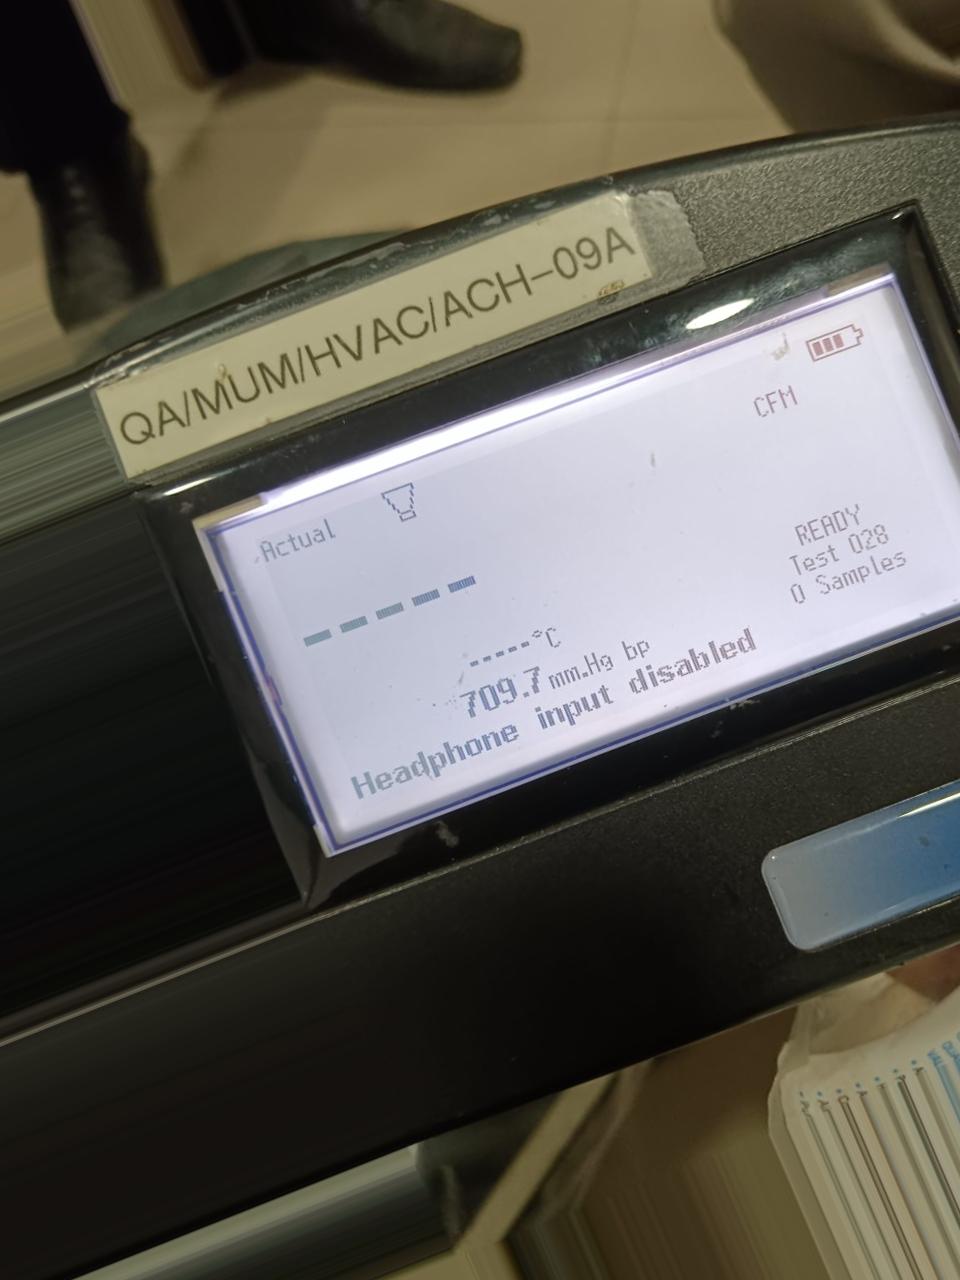 QA/MUM/HVAC/ACH-09A
CFM
Actual
READY
Test 028
0 Samples
-----
-----°C
709.7 mm.Hg bp
Headphone input disabled